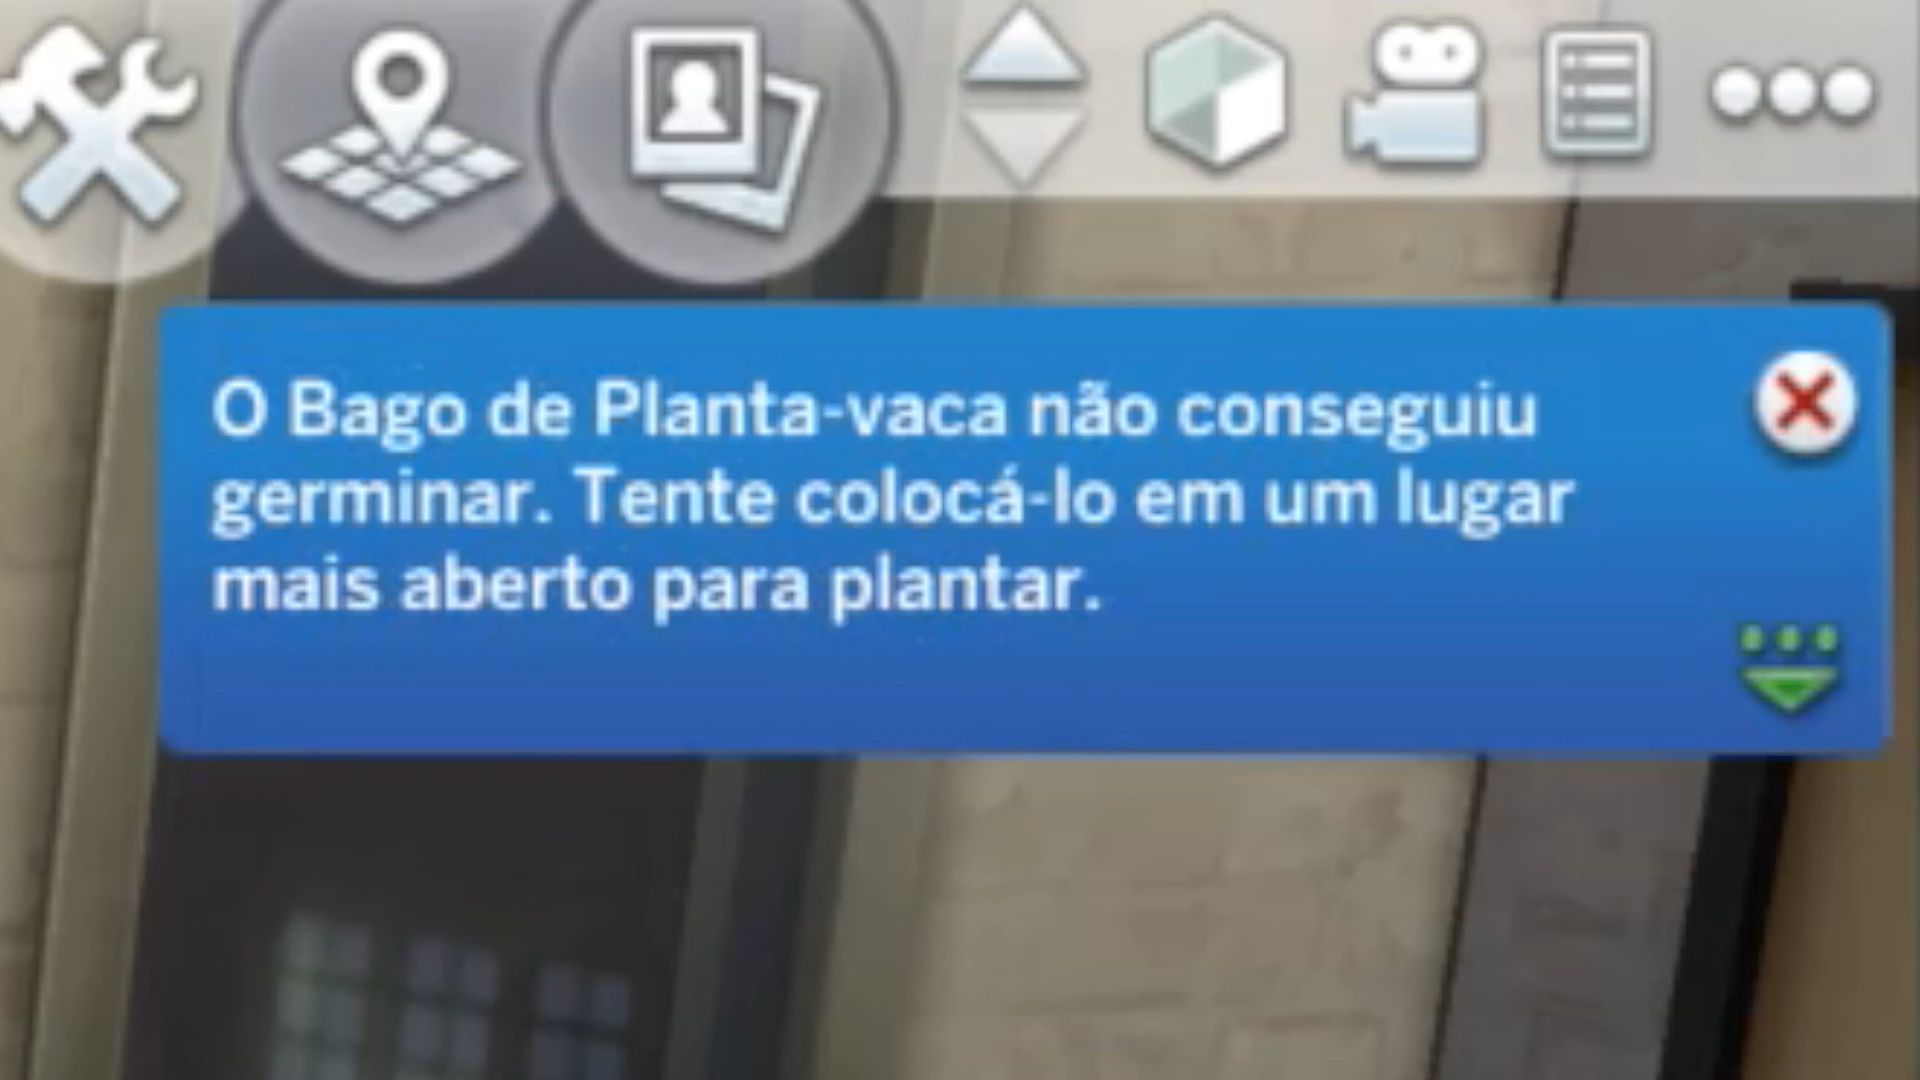 O Bago de Planta-vaca não conseguiu
germinar. Tente colocá-lo em um lugar
mais aberto para plantar.